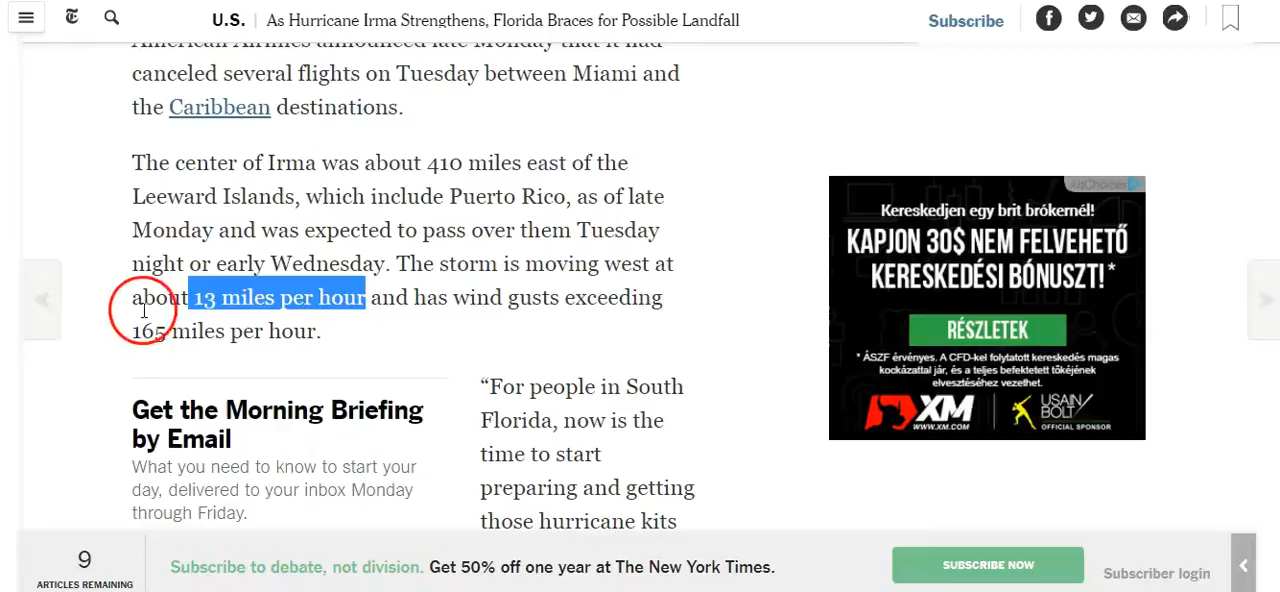 U.S. | As Hurricane Irma Strengthens, Florida Braces for Possible Landfall
Subscribe
American Airlines announced late Monday that it had
canceled several flights on Tuesday between Miami and
the Caribbean destinations.
The center of Irma was about 410 miles east of the
Leeward Islands, which include Puerto Rico, as of late
Monday and was expected to pass over them Tuesday
night or early Wednesday. The storm is moving west at
about 13 miles per hour and has wind gusts exceeding
165 miles per hour.
Get the Morning Briefing
by Email
What you need to know to start your
day, delivered to your inbox Monday
through Friday.
“For people in South
Florida, now is the
time to start
preparing and getting
those hurricane kits
AdChoices
Kereskedjen egy brit brókernél!
KAPJON 30$ NEM FELVEHETŐ
KERESKEDÉSI BÓNUSZT!*
RÉSZLETEK
* ÁSZF érvényes. A CFD-kel folytatott kereskedés magas
kockázattal jár, és a teljes befektetett tőkéjének
elvesztéséhez vezethet.
XM
WWW.XM.COM
USAIN
BOLT
OFFICIAL SPONSOR
9
ARTICLES REMAINING
Subscribe to debate, not division. Get 50% off one year at The New York Times.
SUBSCRIBE NOW
Subscriber login